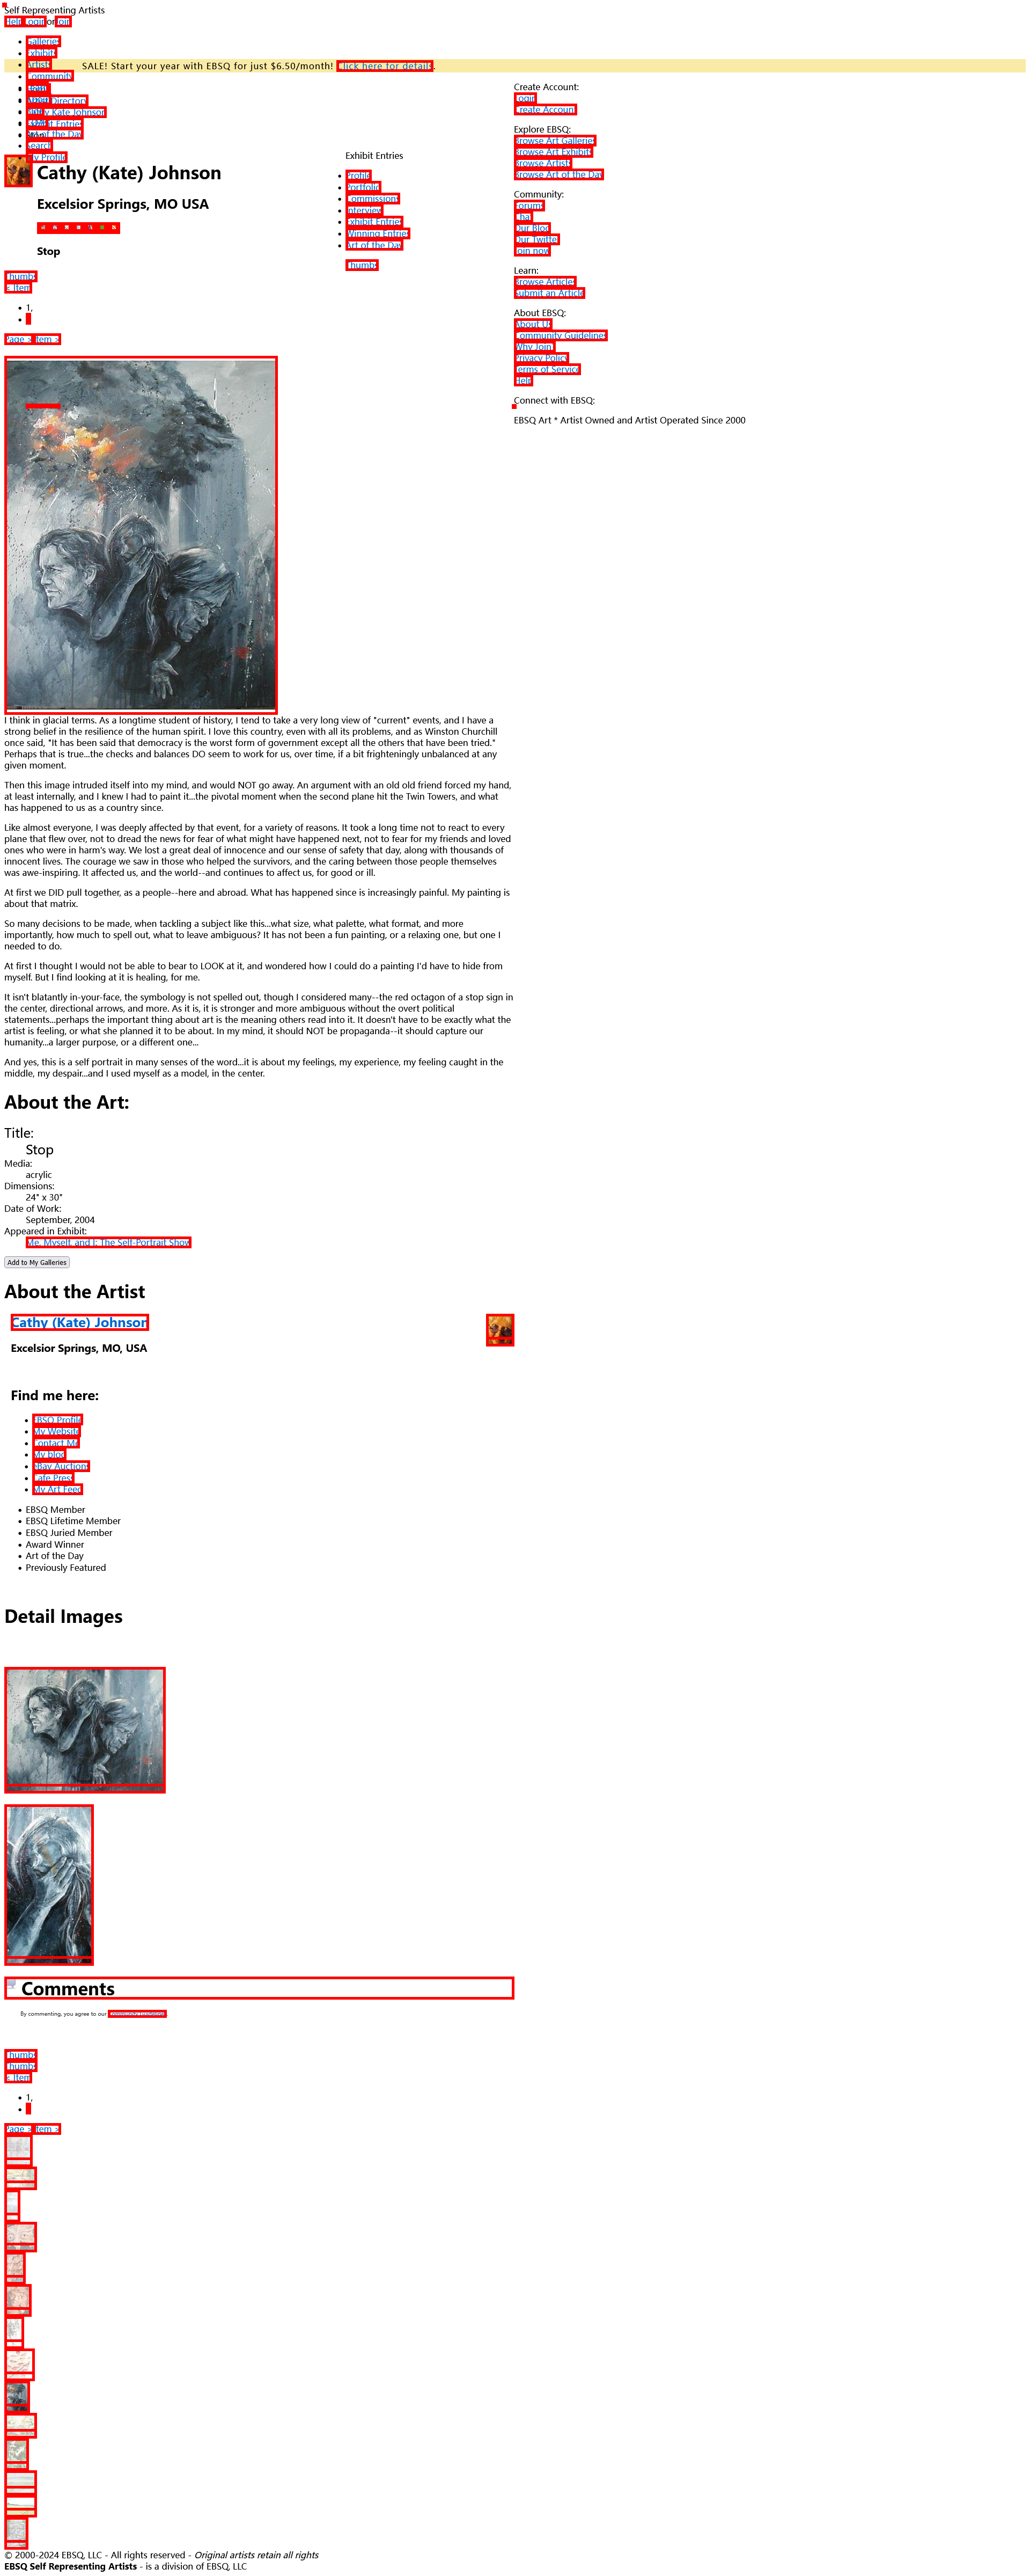 Self Representing Artists
Help Login or Join
Galleries
Exhibits
Artists
SALE! Start your year with EBSQ for just $6.50/month! Click here for details.
Community
Artist Directory
Cathy Kate Johnson
Exhibit Entries
Art of the Day
Search
My Profile
Cathy (Kate) Johnson
Excelsior Springs, MO USA
Stop
Thumbs
< Item
1,
Page > Item >
Exhibit Entries
Profile
Portfolio
Commissions
Interview
Exhibit Entries
Winning Entries
Art of the Day
Thumbs
Create Account:
Login
Create Account
Explore EBSQ:
Browse Art Galleries
Browse Art Exhibits
Browse Artists
Browse Art of the Day
Community:
Forums
Chat
Our Blog
Our Twitter
Join now
Learn:
Browse Articles
Submit an Article
About EBSQ:
About Us
Community Guidelines
Why Join?
Privacy Policy
Terms of Service
Help
Connect with EBSQ:
EBSQ Art * Artist Owned and Artist Operated Since 2000
I think in glacial terms. As a longtime student of history, I tend to take a very long view of "current" events, and I have a
strong belief in the resilience of the human spirit. I love this country, even with all its problems, and as Winston Churchill
once said, "It has been said that democracy is the worst form of government except all the others that have been tried."
Perhaps that is true...the checks and balances DO seem to work for us, over time, if a bit frighteningly unbalanced at any
given moment.
Then this image intruded itself into my mind, and would NOT go away. An argument with an old old friend forced my hand,
at least internally, and I knew I had to paint it...the pivotal moment when the second plane hit the Twin Towers, and what
has happened to us as a country since.
Like almost everyone, I was deeply affected by that event, for a variety of reasons. It took a long time not to react to every
plane that flew over, not to dread the news for fear of what might have happened next, not to fear for my friends and loved
ones who were in harm's way. We lost a great deal of innocence and our sense of safety that day, along with thousands of
innocent lives. The courage we saw in those who helped the survivors, and the caring between those people themselves
was awe-inspiring. It affected us, and the world--and continues to affect us, for good or ill.
At first we DID pull together, as a people--here and abroad. What has happened since is increasingly painful. My painting is
about that matrix.
So many decisions to be made, when tackling a subject like this...what size, what palette, what format, and more
importantly, how much to spell out, what to leave ambiguous? It has not been a fun painting, or a relaxing one, but one I
needed to do.
At first I thought I would not be able to bear to LOOK at it, and wondered how I could do a painting I'd have to hide from
myself. But I find looking at it is healing, for me.
It isn't blatantly in-your-face, the symbology is not spelled out, though I considered many--the red octagon of a stop sign in
the center, directional arrows, and more. As it is, it is stronger and more ambiguous without the overt political
statements...perhaps the important thing about art is the meaning others read into it. It doesn't have to be exactly what the
artist is feeling, or what she planned it to be about. In my mind, it should NOT be propaganda--it should capture our
humanity...a larger purpose, or a different one...
And yes, this is a self portrait in many senses of the word...it is about my feelings, my experience, my feeling caught in the
middle, my despair...and I used myself as a model, in the center.
About the Art:
Title:
Stop
Media:
acrylic
Dimensions:
24" x 30"
Date of Work:
September, 2004
Appeared in Exhibit:
Me, Myself, and I: The Self-Portrait Show
Add to My Galleries
About the Artist
Cathy (Kate) Johnson
Excelsior Springs, MO, USA
Find me here:
EBSQ Profile
My Website
Contact Me
My blog
eBay Auctions
Cafe Press
My Art Feed
EBSQ Member
EBSQ Lifetime Member
EBSQ Juried Member
Award Winner
Art of the Day
Previously Featured
Detail Images
Comments
By commenting, you agree to our Community Guidelines
Thumbs
Thumbs
< Item
1,
Page > Item >
© 2000-2024 EBSQ, LLC - All rights reserved - Original artists retain all rights
EBSQ Self Representing Artists - is a division of EBSQ, LLC